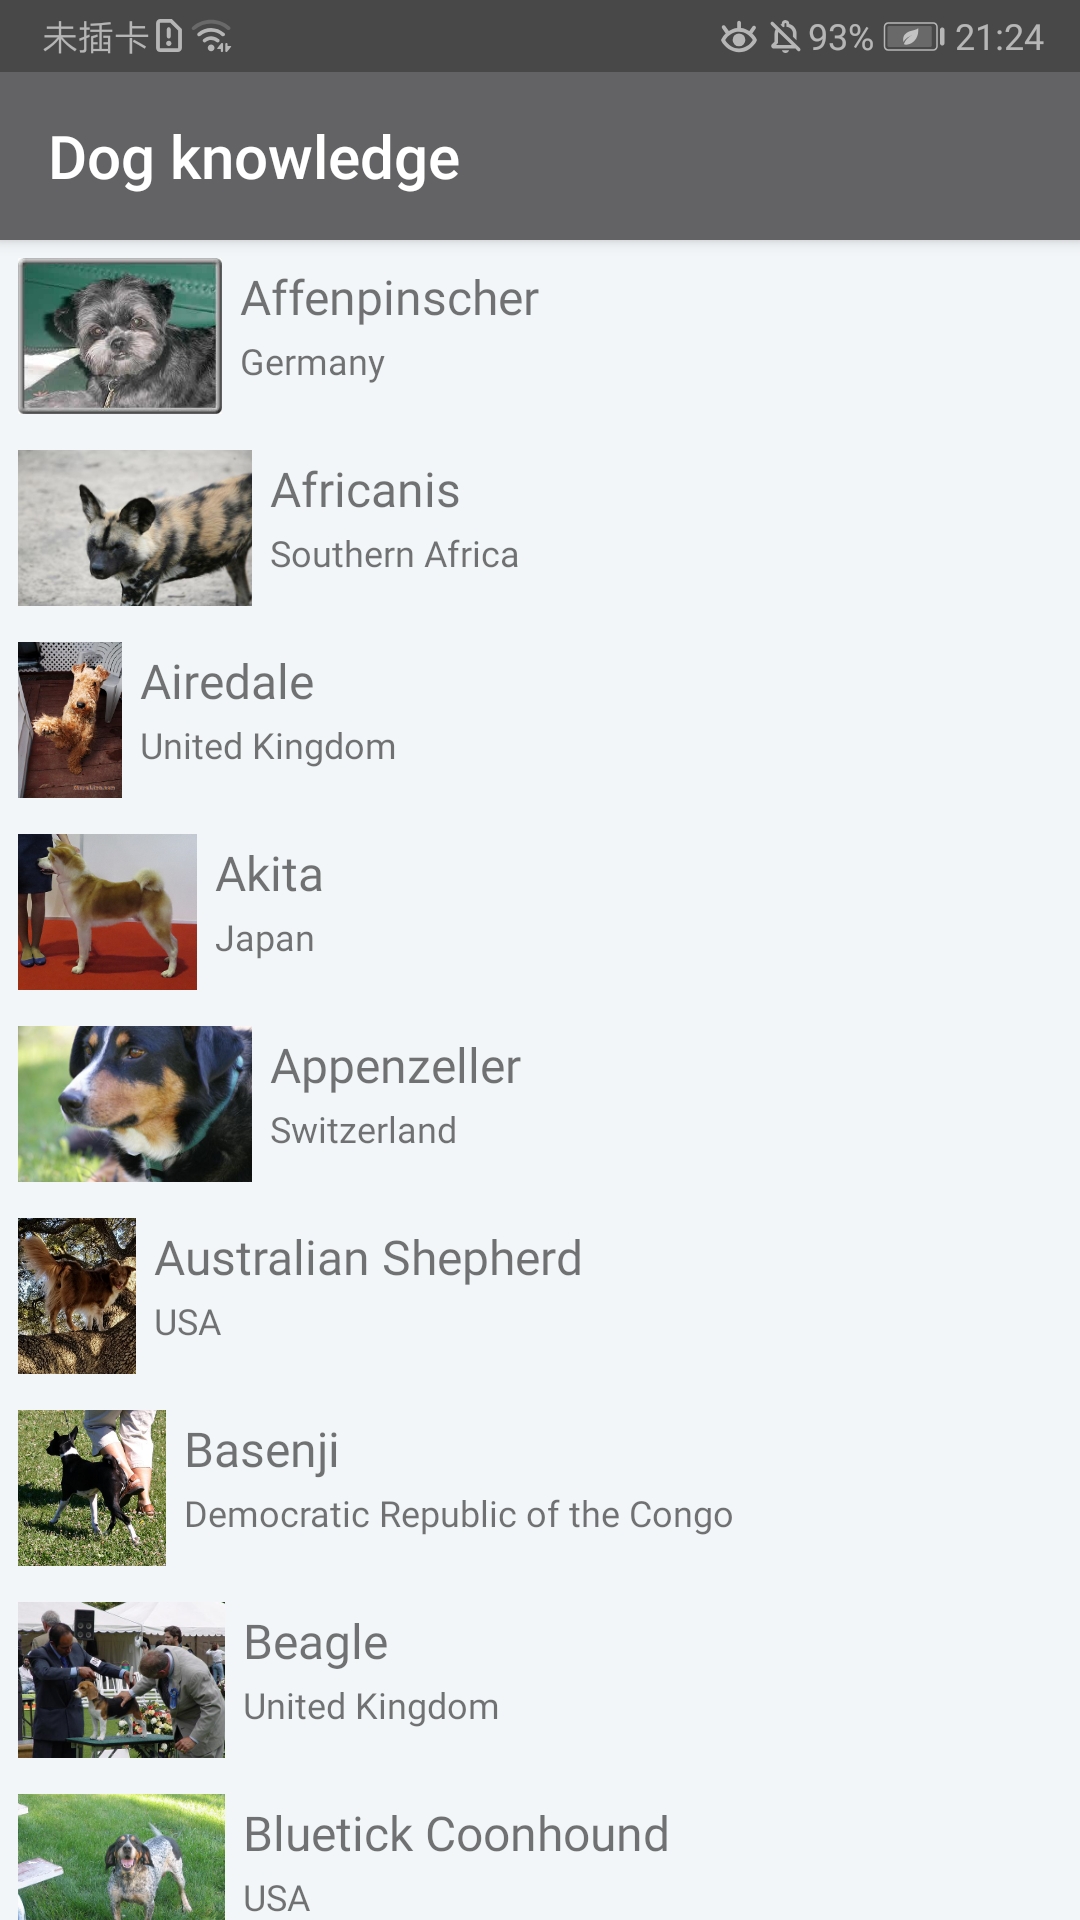 未插卡 93% 21:24
Dog knowledge
Affenpinscher
Germany
Africanis
Southern Africa
Airedale
United Kingdom
Akita
Japan
Appenzeller
Switzerland
Australian Shepherd
USA
Basenji
Democratic Republic of the Congo
Beagle
United Kingdom
Bluetick Coonhound
USA